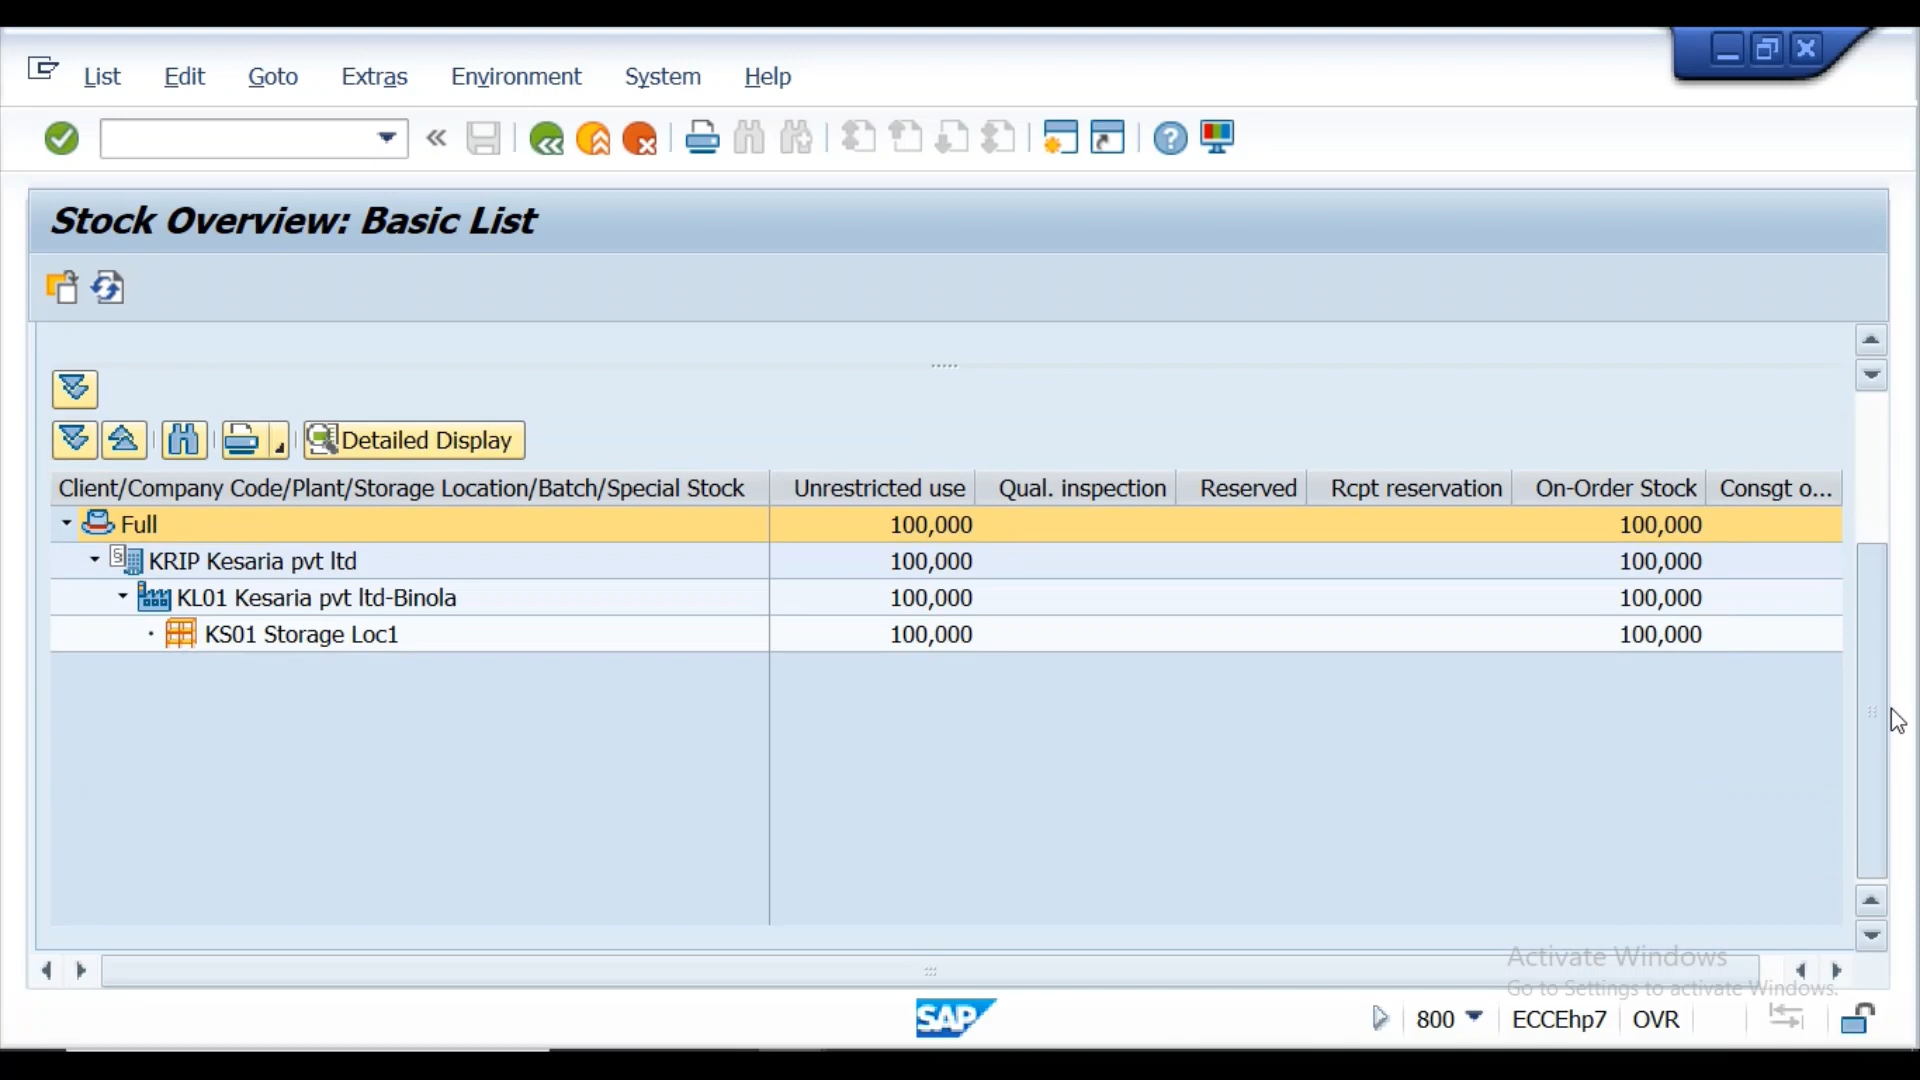 List Edit Goto Extras Environment System Help
Stock Overview: Basic List
Detailed Display
Client/Company Code/Plant/Storage Location/Batch/Special Stock Unrestricted use Qual. inspection Reserved Rcpt reservation On-Order Stock Consgt o...
Full 100,000 100,000
KRIP Kesaria pvt ltd 100,000 100,000
KL01 Kesaria pvt ltd-Binola 100,000 100,000
KS01 Storage Loc1 100,000 100,000
Activate Windows
Go to Settings to activate Windows.
SAP 800 ECCEhp7 OVR